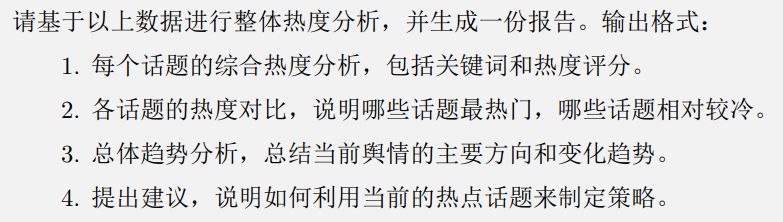 请基于以上数据进行整体热度分析，并生成一份报告。输出格式：
1. 每个话题的综合热度分析，包括关键词和热度评分。
2. 各话题的热度对比，说明哪些话题最热门，哪些话题相对较冷。
3. 总体趋势分析，总结当前舆情的主要方向和变化趋势。
4. 提出建议，说明如何利用当前的热点话题来制定策略。